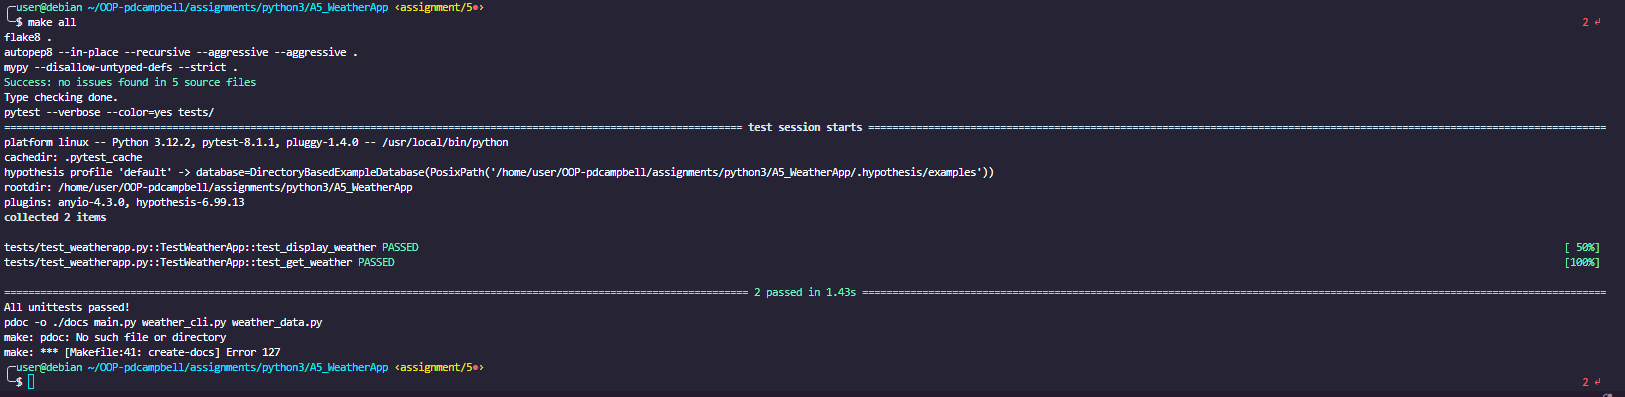 user@debian ~/OOP-pdcampbell/assignments/python3/A5_WeatherApp ‹assignment/5●›
$ make all 2 ↵
flake8 .
autopep8 --in-place --recursive --aggressive --aggressive .
mypy --disallow-untyped-defs --strict .
Success: no issues found in 5 source files
Type checking done.
pytest --verbose --color=yes tests/
============================== test session starts ==============================
platform linux -- Python 3.12.2, pytest-8.1.1, pluggy-1.4.0 -- /usr/local/bin/python
cachedir: .pytest_cache
hypothesis profile 'default' -> database=DirectoryBasedExampleDatabase(PosixPath('/home/user/OOP-pdcampbell/assignments/python3/A5_WeatherApp/.hypothesis/examples'))
rootdir: /home/user/OOP-pdcampbell/assignments/python3/A5_WeatherApp
plugins: anyio-4.3.0, hypothesis-6.99.13
collected 2 items
tests/test_weatherapp.py::TestWeatherApp::test_display_weather PASSED [ 50%]
tests/test_weatherapp.py::TestWeatherApp::test_get_weather PASSED [100%]
============================== 2 passed in 1.43s ==============================
All unittests passed!
pdoc -o ./docs main.py weather_cli.py weather_data.py
make: pdoc: No such file or directory
make: *** [Makefile:41: create-docs] Error 127
user@debian ~/OOP-pdcampbell/assignments/python3/A5_WeatherApp ‹assignment/5●›
$ 2 ↵